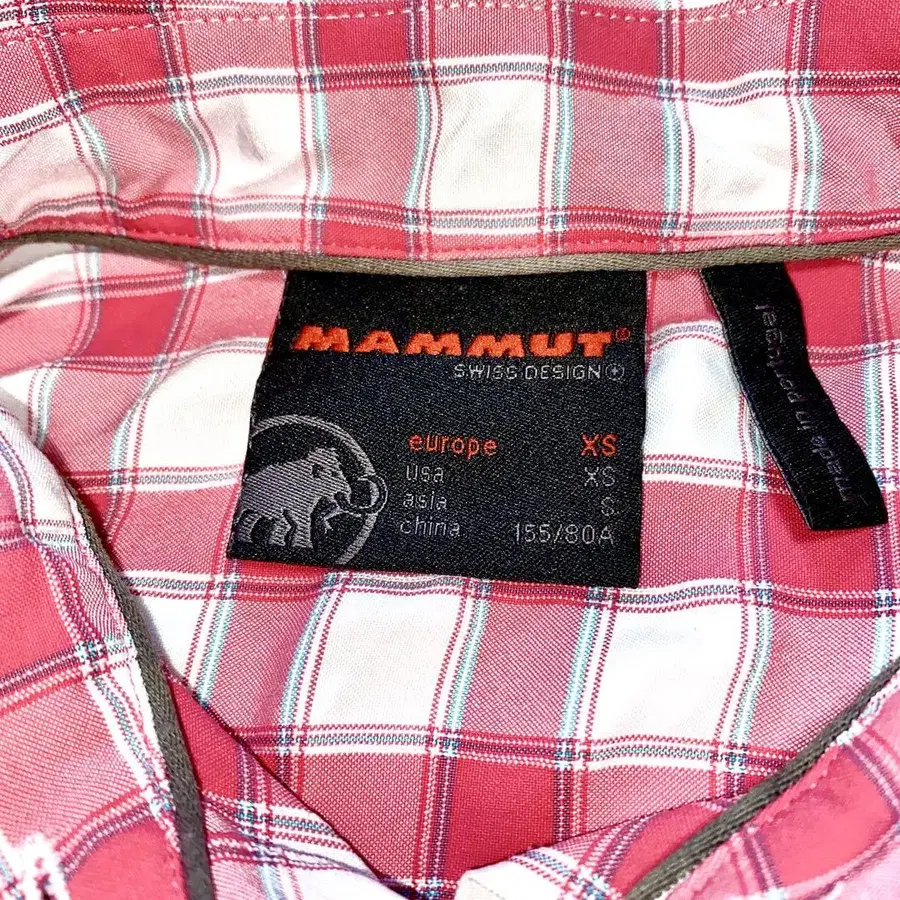 MAMMUT®
SWISS DESIGN
europe XS
usa XS
asia S
china 155/80A
made in portugal